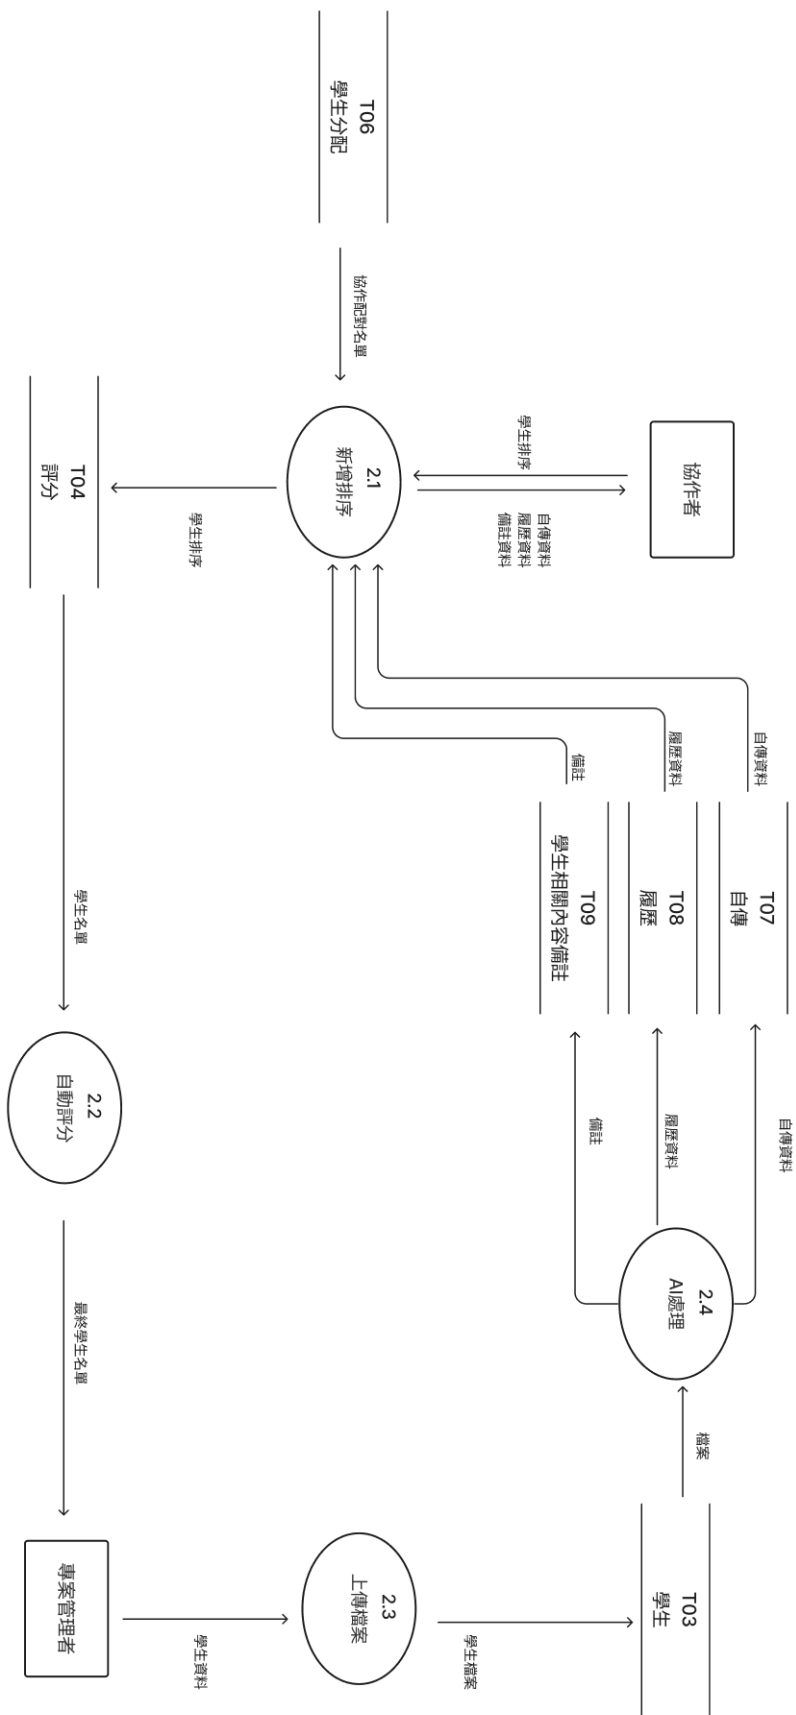 自傳資料
自傳資料
T07
自傳
協作者
履歷資料
T08
履歷
履歷資料
2.4
AI處理
檔案
T03
學生
備註
T09
學生相關內容備註
備註
學生排序
自傳資料
履歷資料
備註資料
學生檔案
T06
學生分配
協作配對名單
2.1
新增排序
2.3
上傳檔案
學生排序
學生資料
T04
評分
學生名單
2.2
自動評分
最終學生名單
專案管理者